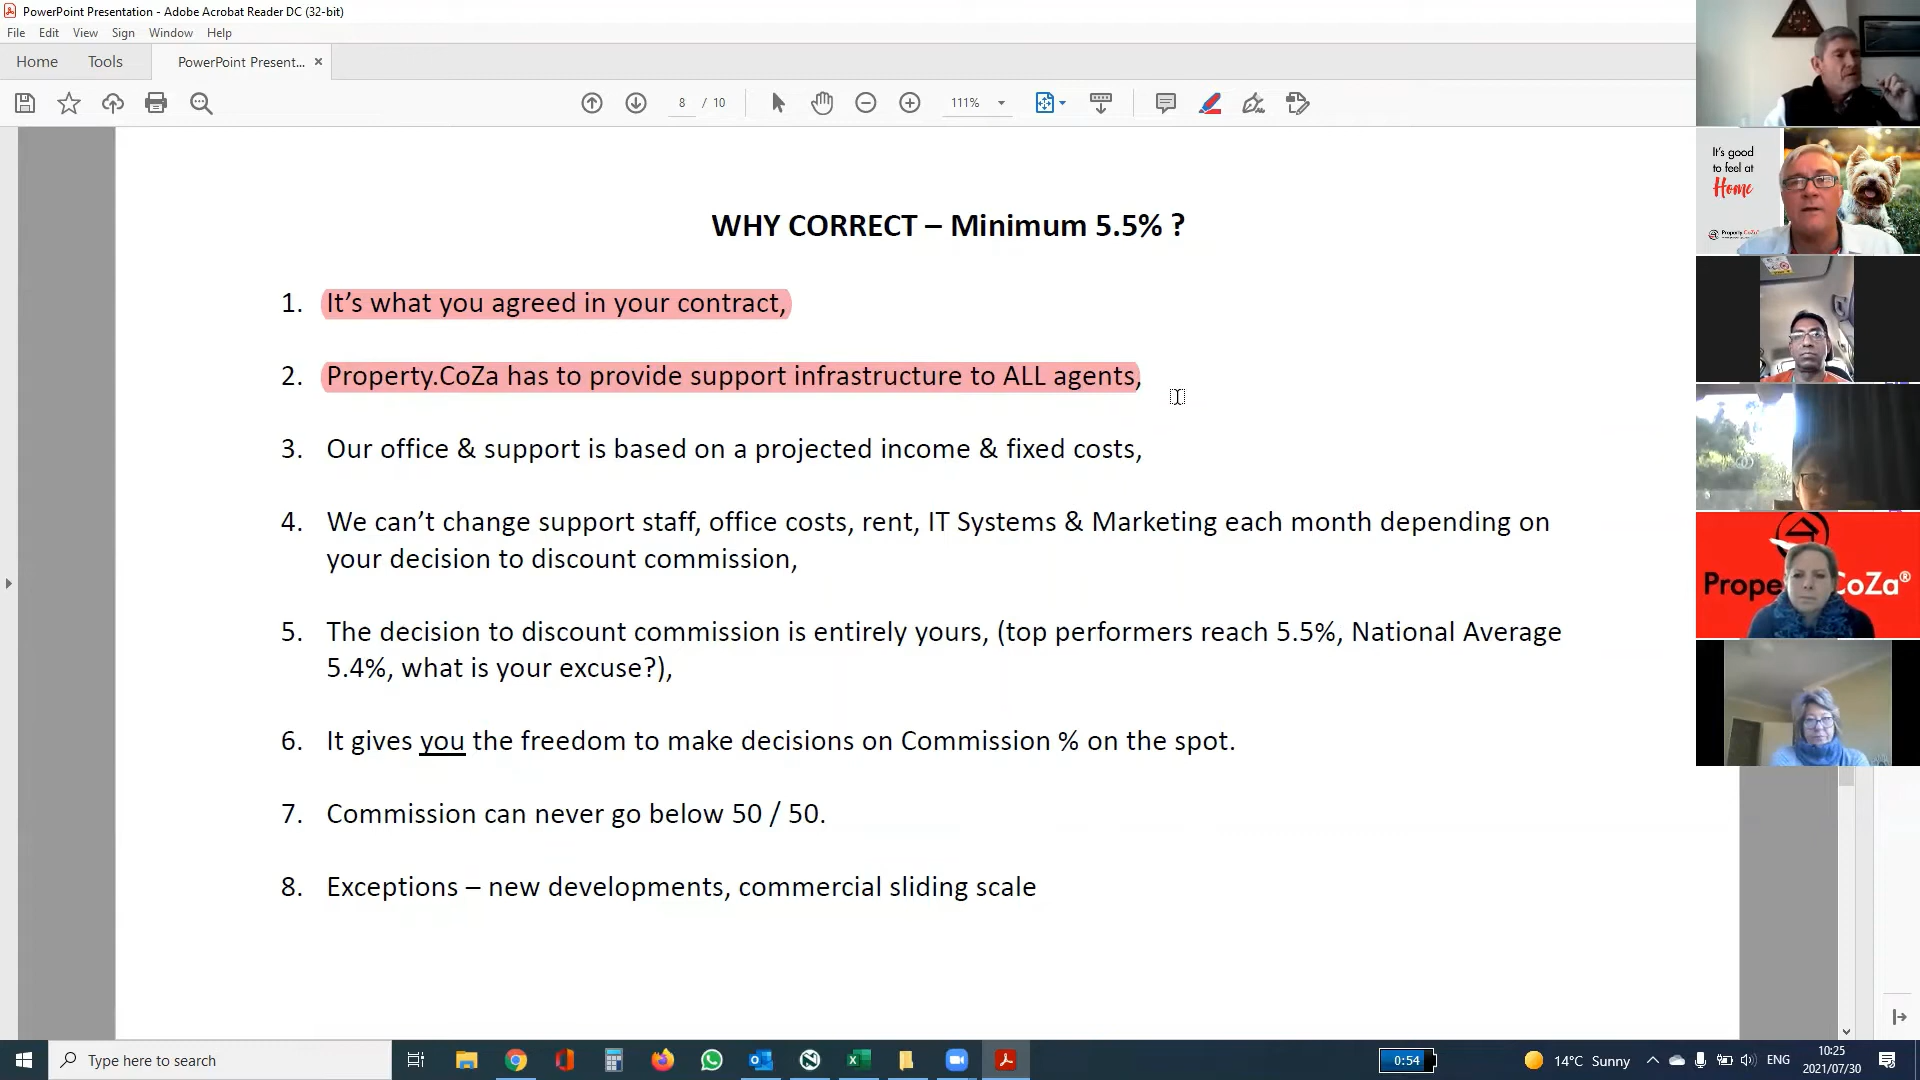 PowerPoint Presentation - Adobe Acrobat Reader DC (32-bit)
File Edit View Sign Window Help
Home Tools PowerPoint Present... ×
8 / 10 111%
WHY CORRECT – Minimum 5.5% ?
1. It’s what you agreed in your contract,
2. Property.CoZa has to provide support infrastructure to ALL agents,
3. Our office & support is based on a projected income & fixed costs,
4. We can’t change support staff, office costs, rent, IT Systems & Marketing each month depending on
your decision to discount commission,
5. The decision to discount commission is entirely yours, (top performers reach 5.5%, National Average
5.4%, what is your excuse?),
6. It gives you the freedom to make decisions on Commission % on the spot.
7. Commission can never go below 50 / 50.
8. Exceptions – new developments, commercial sliding scale
It's good
to feel at
Home
Property.CoZa
Prope CoZa®
Type here to search
0:54
14°C Sunny
ENG
10:25
2021/07/30